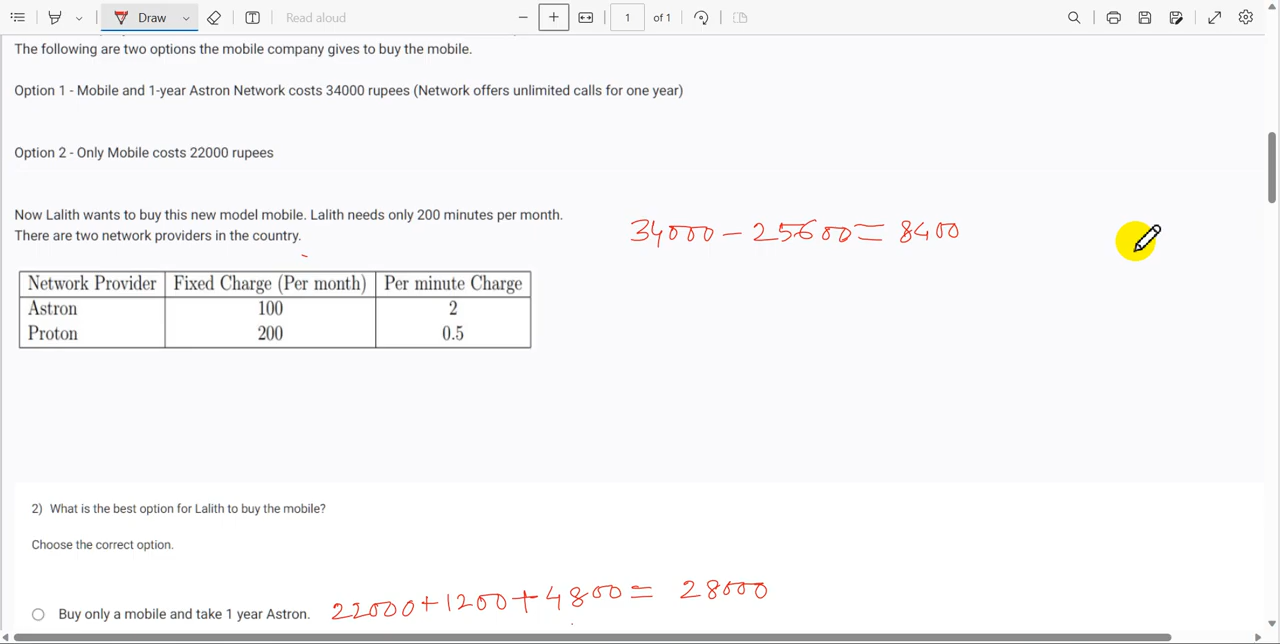 Draw
Read aloud
1 of 1
The following are two options the mobile company gives to buy the mobile.
Option 1 - Mobile and 1-year Astron Network costs 34000 rupees (Network offers unlimited calls for one year)
Option 2 - Only Mobile costs 22000 rupees
Now Lalith wants to buy this new model mobile. Lalith needs only 200 minutes per month.
There are two network providers in the country.
34000 - 25600 = 8400
Network Provider Fixed Charge (Per month) Per minute Charge
Astron 100 2
Proton 200 0.5
2) What is the best option for Lalith to buy the mobile?
Choose the correct option.
Buy only a mobile and take 1 year Astron. 22000 + 1200 + 4800 = 28000